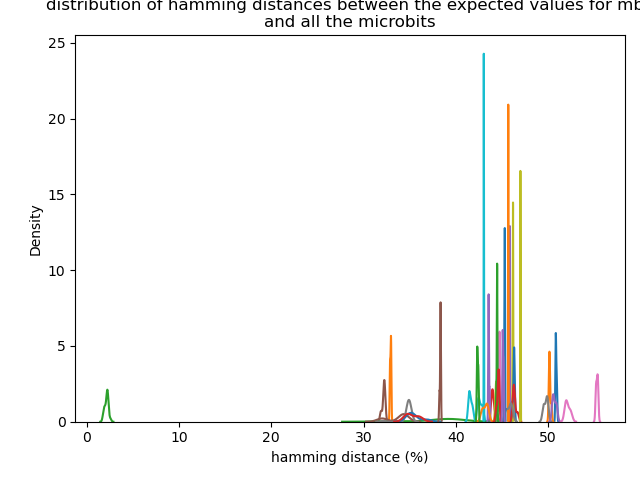 distribution of hamming distances between the expected values for
and all the microbits
25
20
15
10
5
0
Density
0 10 20 30 40 50
hamming distance (%)